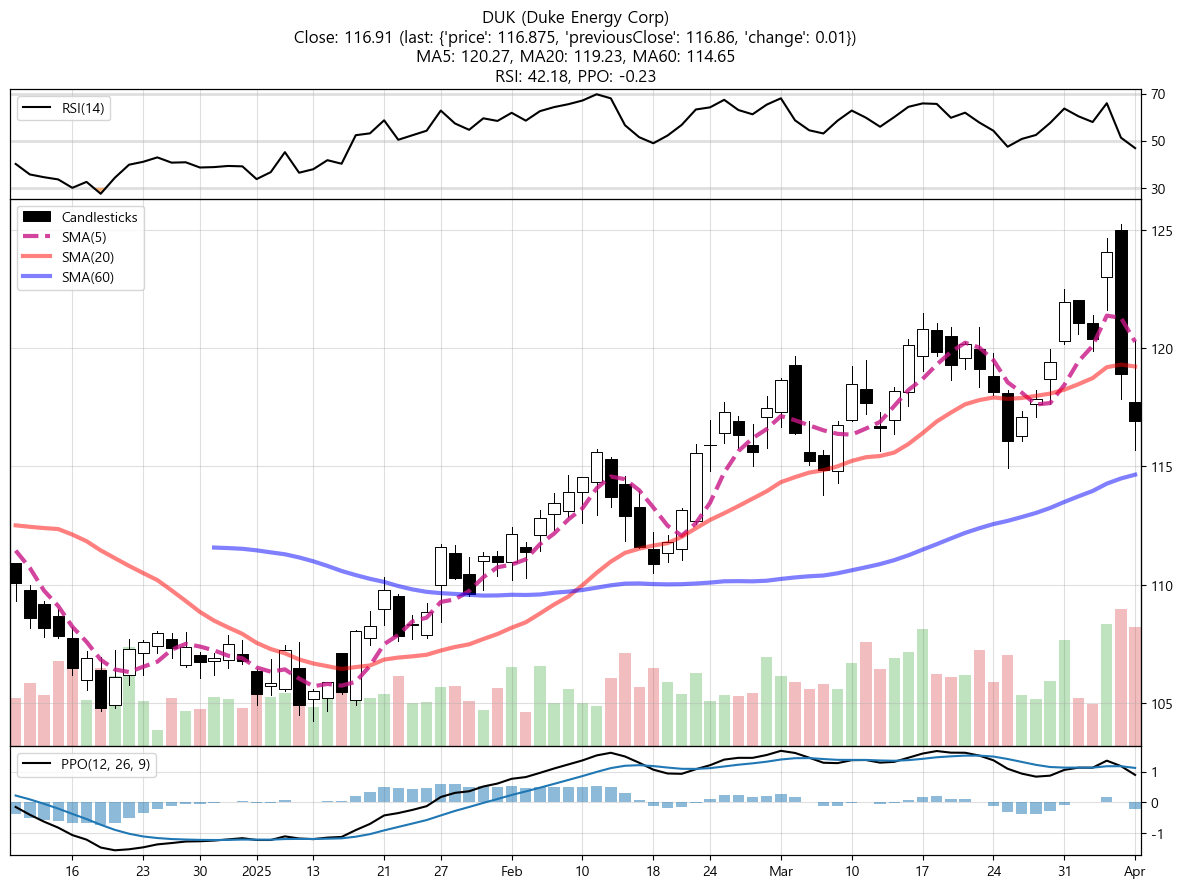 DUK (Duke Energy Corp)
Close: 116.91 (last: {'price': 116.875, 'previousClose': 116.86, 'change': 0.01})
MA5: 120.27, MA20: 119.23, MA60: 114.65
RSI: 42.18, PPO: -0.23
RSI(14)
70
50
30
Candlesticks
SMA(5)
SMA(20)
SMA(60)
125
120
115
110
105
PPO(12, 26, 9)
1
0
-1
16 23 30 2025 13 21 27 Feb 10 18 24 Mar 10 17 24 31 Apr